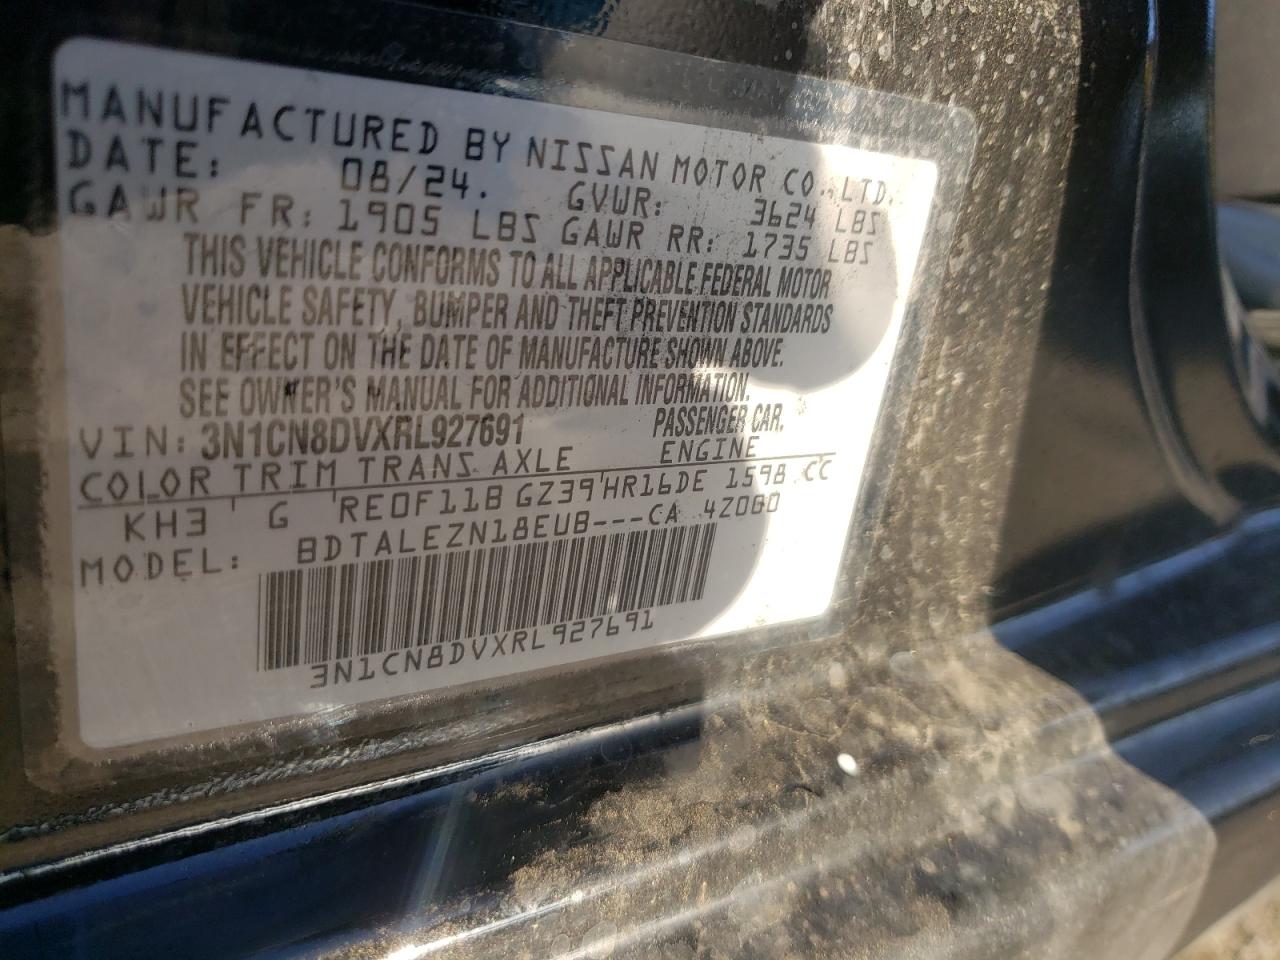 MANUFACTURED BY NISSAN MOTOR CO., LTD.
DATE: 08/24. GVWR: 3624 LBS
GAWR FR: 1905 LBS GAWR RR: 1735 LBS
THIS VEHICLE CONFORMS TO ALL APPLICABLE FEDERAL MOTOR
VEHICLE SAFETY, BUMPER AND THEFT PREVENTION STANDARDS
IN EFFECT ON THE DATE OF MANUFACTURE SHOWN ABOVE.
SEE OWNER'S MANUAL FOR ADDITIONAL INFORMATION.
VIN: 3N1CN8DVXRL927691 PASSENGER CAR.
COLOR TRIM TRANS AXLE ENGINE
KH3 G RE0F11B GZ39 HR16DE 1598 CC
MODEL: BDTALEZN18EUB---CA 4Z000
3N1CN8DVXRL927691